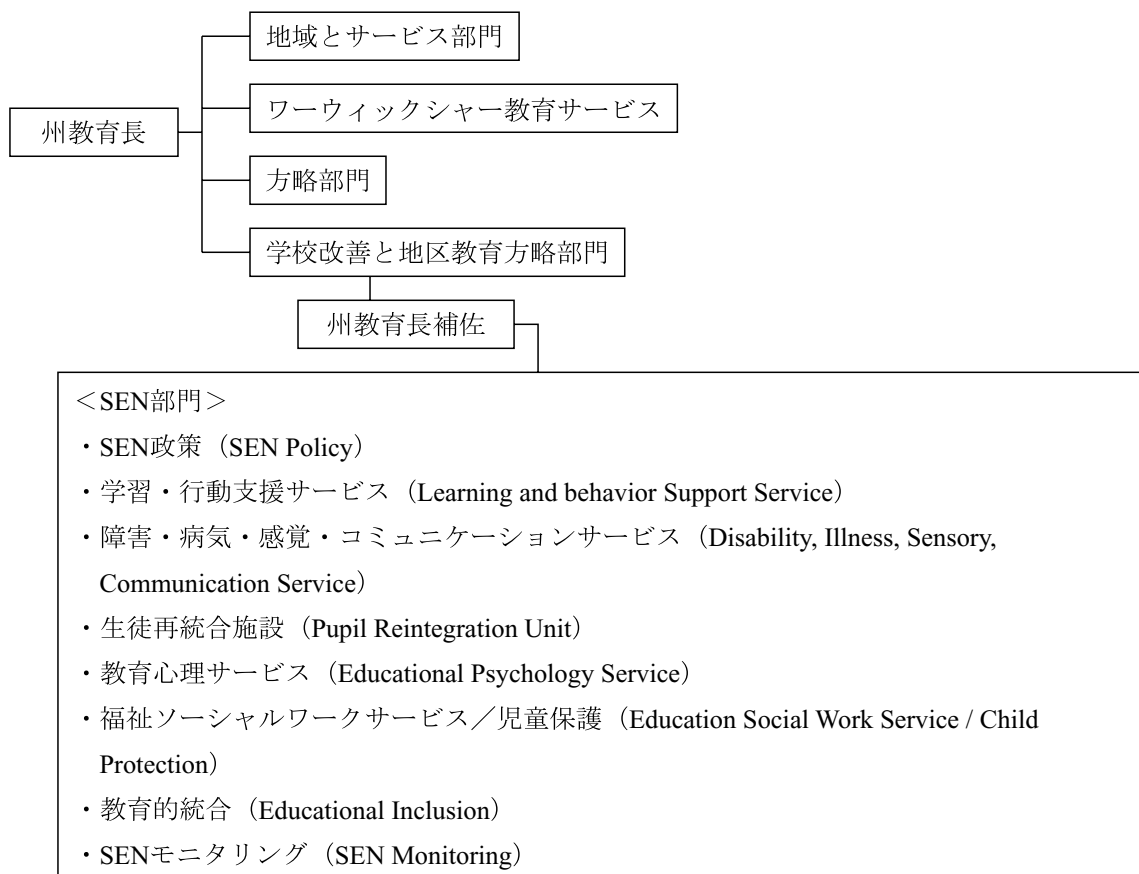 地域とサービス部門
ワーウィックシャー教育サービス
州教育長
方略部門
学校改善と地区教育方略部門
州教育長補佐
＜SEN部門＞
・SEN政策（SEN Policy）
・学習・行動支援サービス（Learning and behavior Support Service）
・障害・病気・感覚・コミュニケーションサービス（Disability, Illness, Sensory,
Communication Service）
・生徒再統合施設（Pupil Reintegration Unit）
・教育心理サービス（Educational Psychology Service）
・福祉ソーシャルワークサービス／児童保護（Education Social Work Service / Child
Protection）
・教育的統合（Educational Inclusion）
・SENモニタリング（SEN Monitoring）